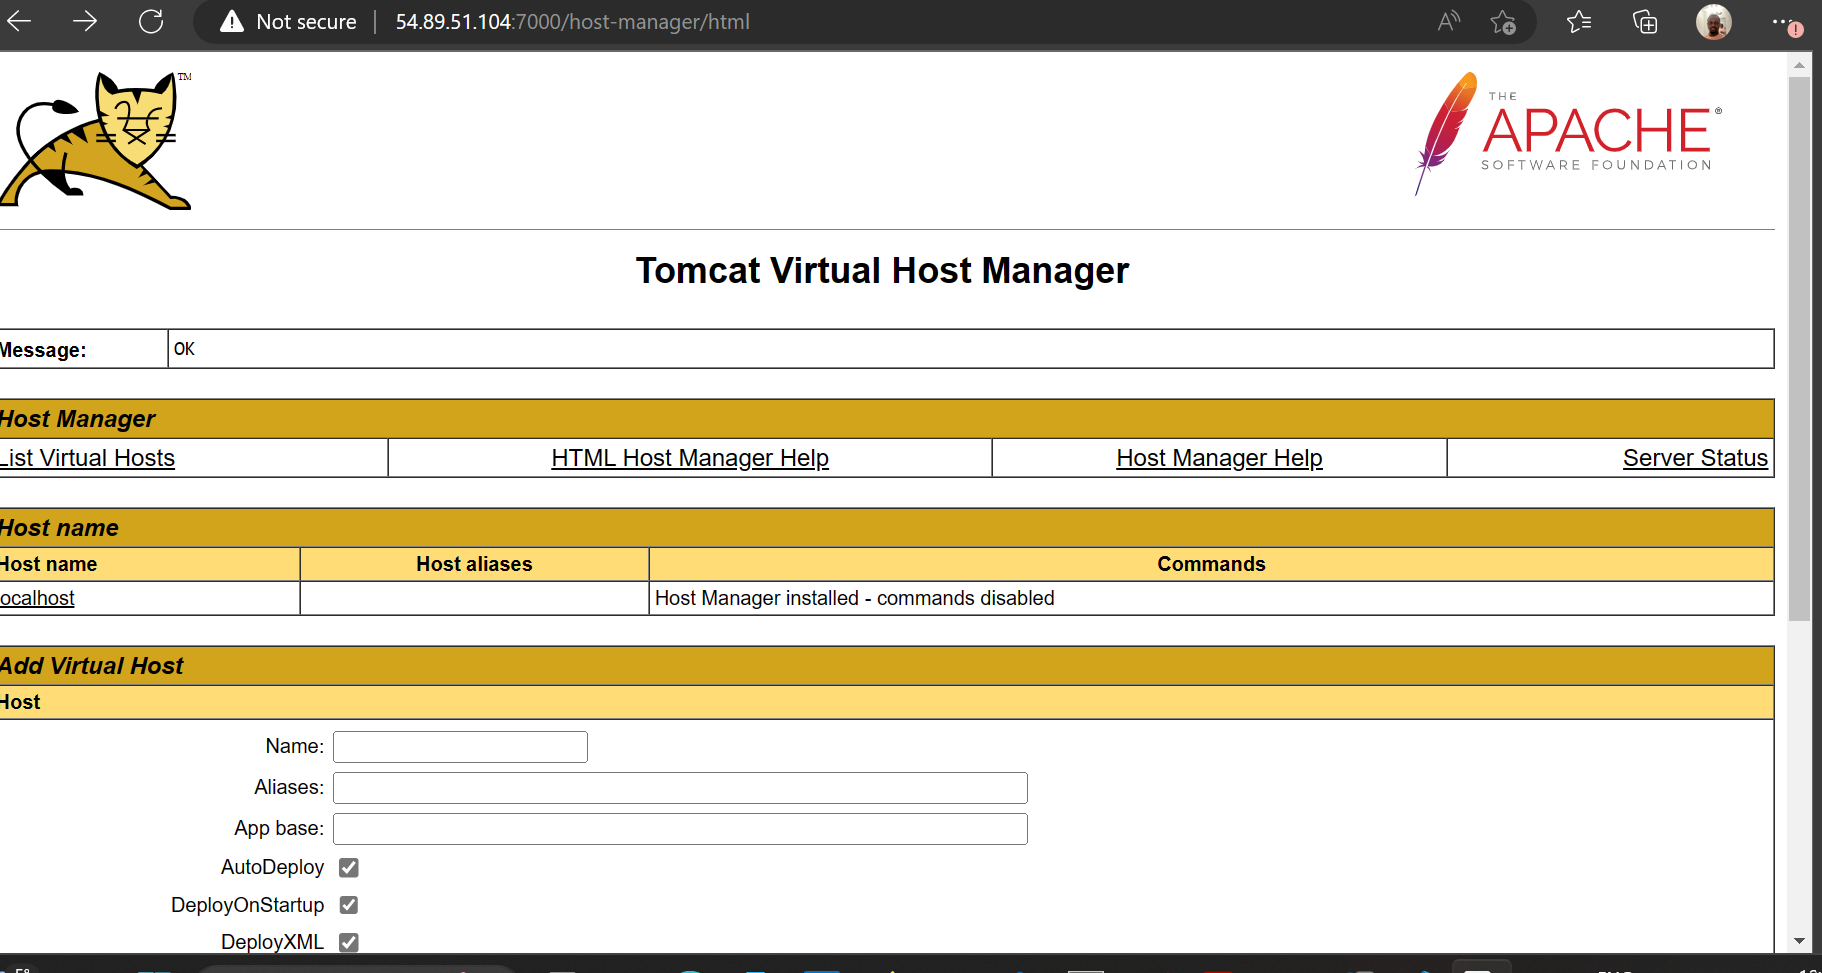 Not secure 54.89.51.104:7000/host-manager/html
TM
THE
APACHE®
SOFTWARE FOUNDATION
Tomcat Virtual Host Manager
Message: OK
Host Manager
List Virtual Hosts HTML Host Manager Help Host Manager Help Server Status
Host name
Host name Host aliases Commands
localhost Host Manager installed - commands disabled
Add Virtual Host
Host
Name:
Aliases:
App base:
AutoDeploy
DeployOnStartup
DeployXML